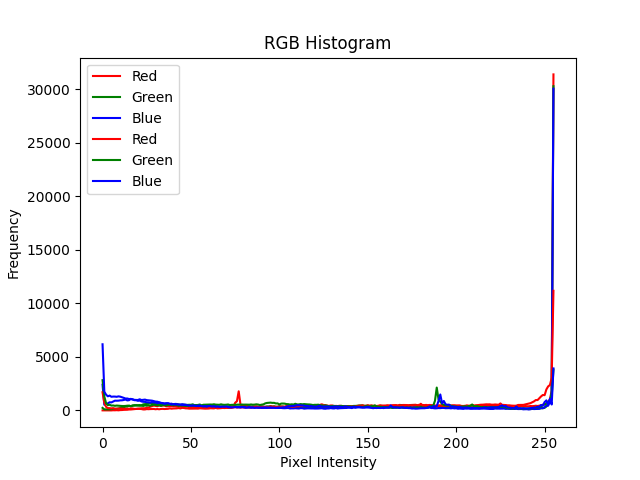 RGB Histogram
Red
Green
Blue
Red
Green
Blue
30000
25000
20000
15000
10000
5000
0
Frequency
0 50 100 150 200 250
Pixel Intensity